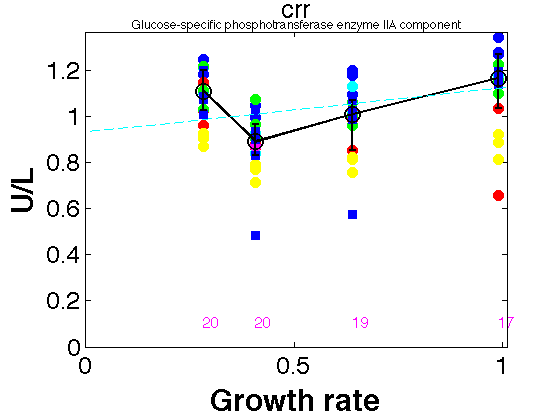 crr
Glucose-specific phosphotransferase enzyme IIA component
1.2
1
0.8
0.6
0.4
0.2
0
U/L
20 20 19 17
0 0.5 1
Growth rate